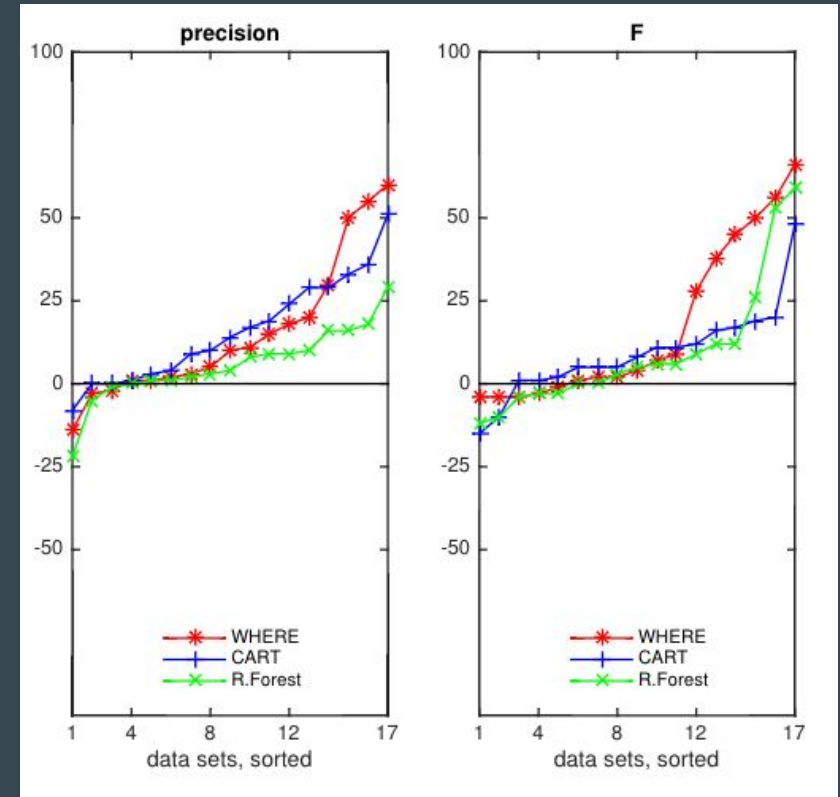 precision
100
50
25
0
-25
-50
WHERE
CART
R.Forest
1 4 8 12 17
data sets, sorted
F
100
50
25
0
-25
-50
WHERE
CART
R.Forest
1 4 8 12 17
data sets, sorted